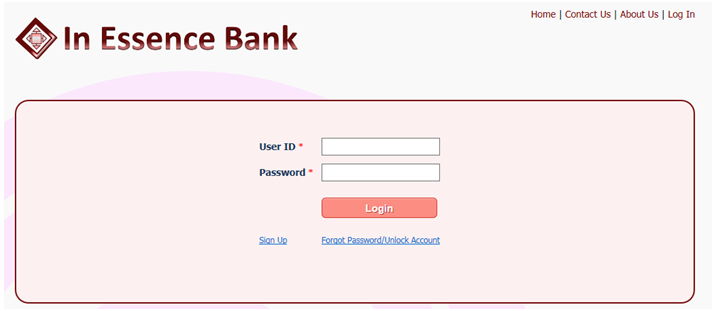 Home | Contact Us | About Us | Log In
In Essence Bank
User ID *
Password *
Login
Sign Up Forgot Password/Unlock Account